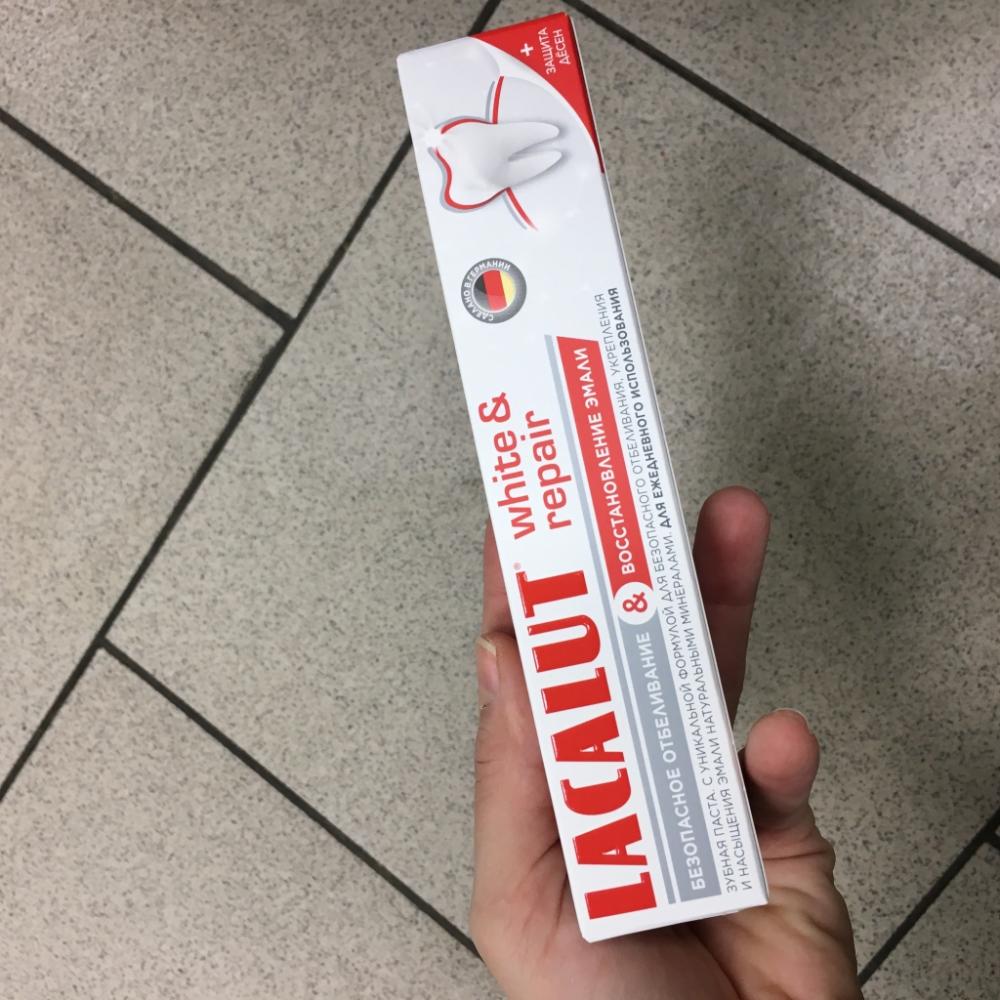 LACALUT®
white &
repair
БЕЗОПАСНОЕ ОТБЕЛИВАНИЕ & ВОССТАНОВЛЕНИЕ ЭМАЛИ
ЗУБНАЯ ПАСТА. С УНИКАЛЬНОЙ ФОРМУЛОЙ ДЛЯ БЕЗОПАСНОГО ОТБЕЛИВАНИЯ, УКРЕПЛЕНИЯ
И НАСЫЩЕНИЯ ЭМАЛИ НАТУРАЛЬНЫМИ МИНЕРАЛАМИ. ДЛЯ ЕЖЕДНЕВНОГО ИСПОЛЬЗОВАНИЯ
СДЕЛАНО В ГЕРМАНИИ
+
ЗАЩИТА
ДЁСЕН